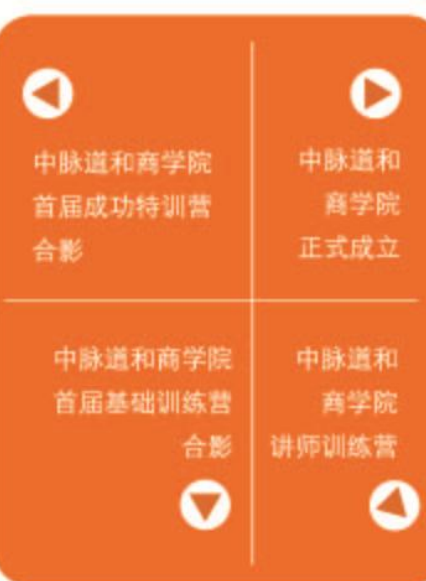 中脉道和商学院
首届成功特训营
合影
中脉道和
商学院
正式成立
中脉道和商学院
首届基础训练营
合影
中脉道和
商学院
讲师训练营